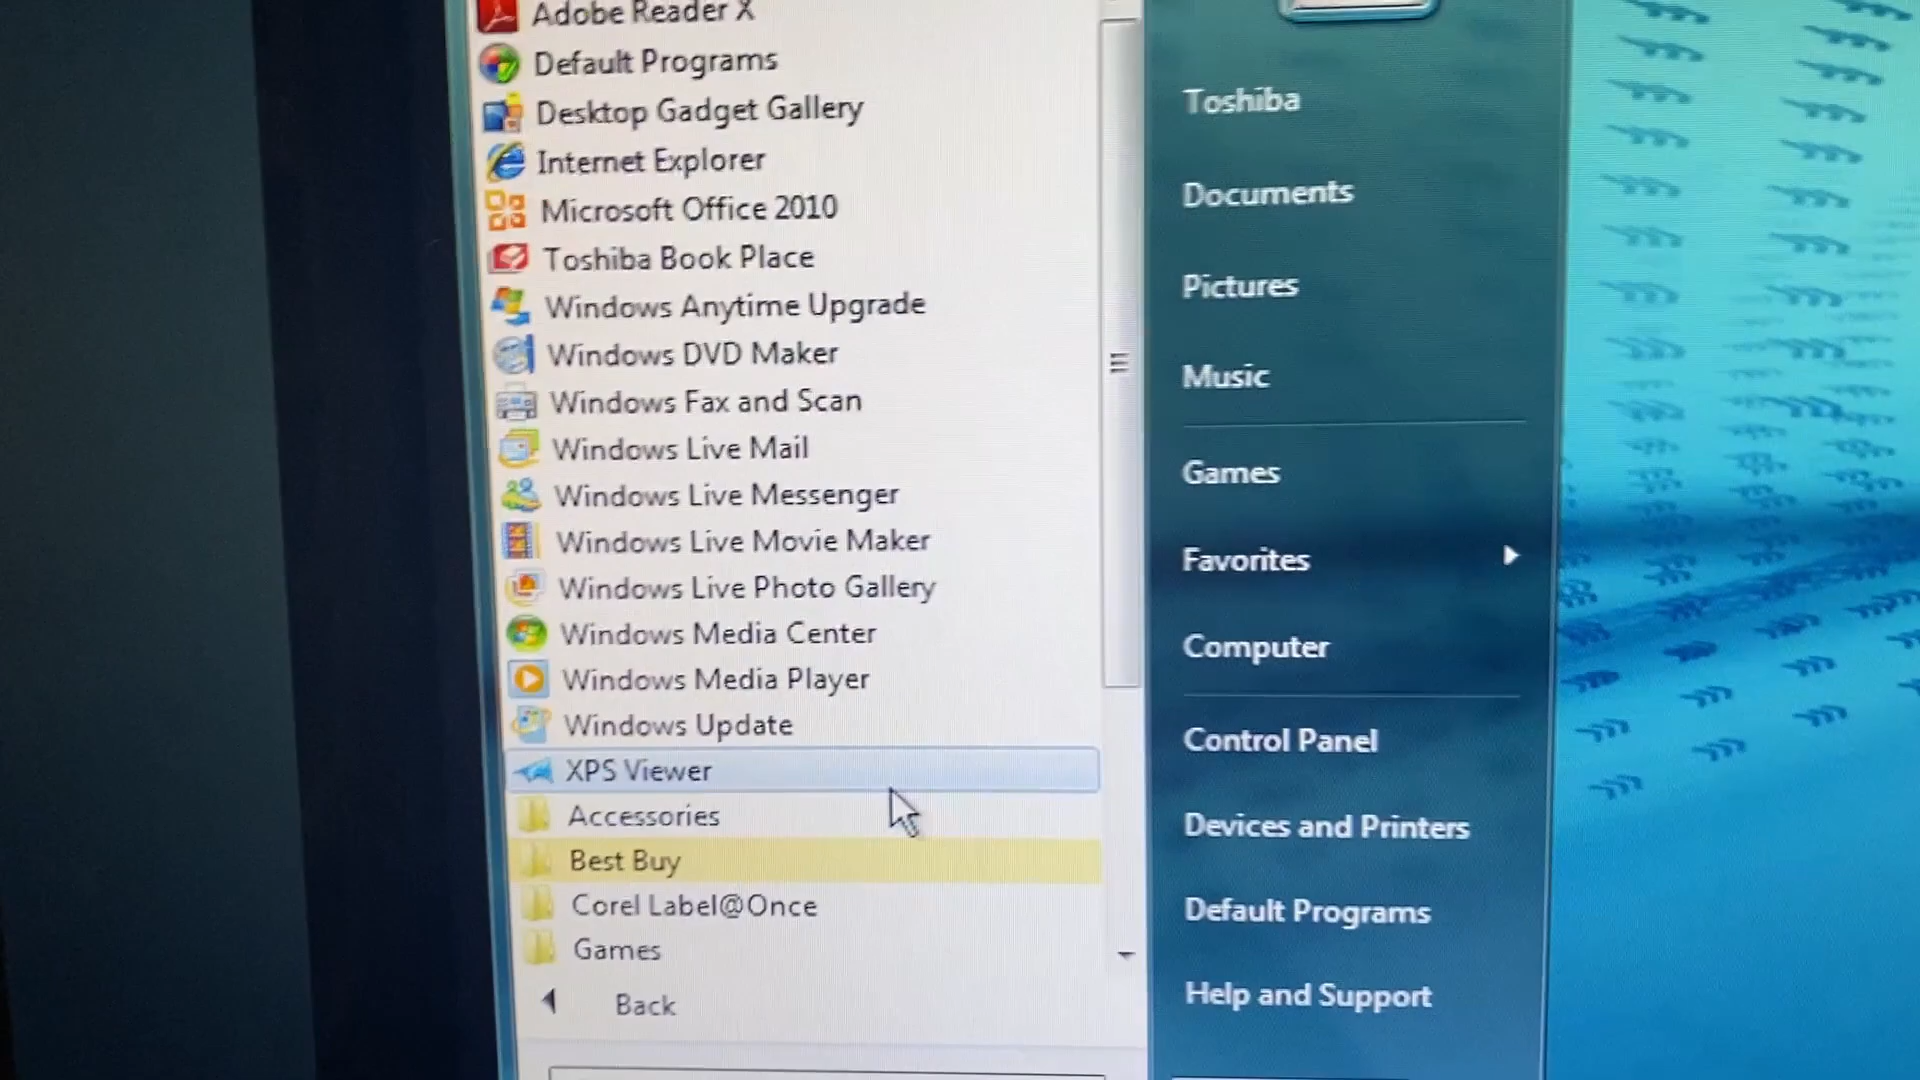 Adobe Reader X
Default Programs
Desktop Gadget Gallery
Internet Explorer
Microsoft Office 2010
Toshiba Book Place
Windows Anytime Upgrade
Windows DVD Maker
Windows Fax and Scan
Windows Live Mail
Windows Live Messenger
Windows Live Movie Maker
Windows Live Photo Gallery
Windows Media Center
Windows Media Player
Windows Update
XPS Viewer
Accessories
Best Buy
Corel Label@Once
Games
Back
Toshiba
Documents
Pictures
Music
Games
Favorites
Computer
Control Panel
Devices and Printers
Default Programs
Help and Support